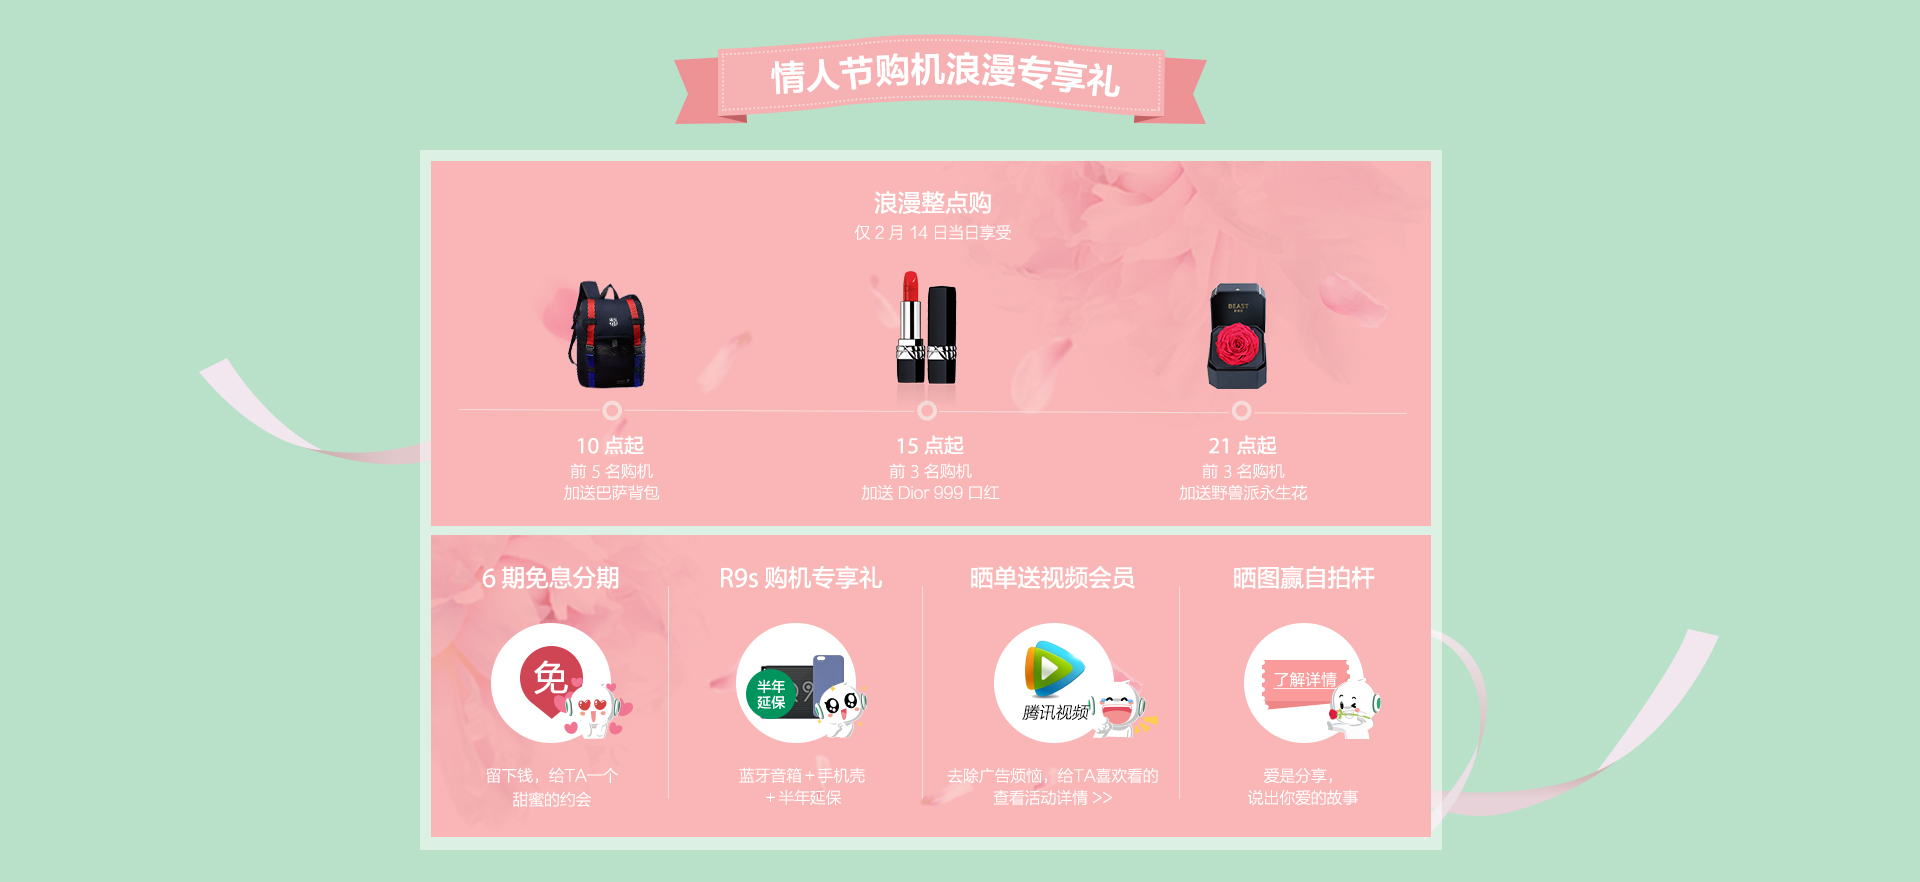 情人节购机浪漫专享礼
浪漫整点购
仅 2 月 14 日当日享受
BEAST
10 点起
前 5 名购机
加送巴萨背包
15 点起
前 3 名购机
加送 Dior 999 口红
21 点起
前 3 名购机
加送野兽派永生花
6 期免息分期
免
留下钱，给TA一个
甜蜜的约会
R9s 购机专享礼
半年
延保
R9
蓝牙音箱＋手机壳
＋半年延保
晒单送视频会员
腾讯视频
去除广告烦恼，给TA喜欢看的
查看活动详情 >>
晒图赢自拍杆
了解详情
爱是分享，
说出你爱的故事